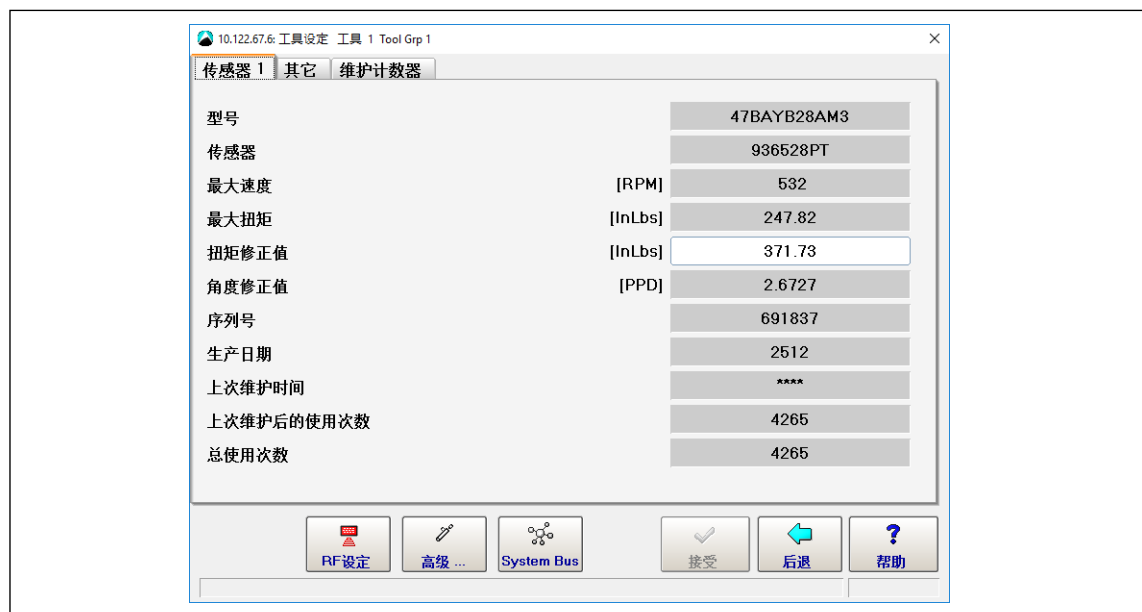 10.122.67.6: 工具设定 工具 1 Tool Grp 1
传感器 1 其它 维护计数器
型号 47BAYB28AM3
传感器 936528PT
最大速度 [RPM] 532
最大扭矩 [InLbs] 247.82
扭矩修正值 [InLbs] 371.73
角度修正值 [PPD] 2.6727
序列号 691837
生产日期 2512
上次维护时间 ****
上次维护后的使用次数 4265
总使用次数 4265
RF设定 高级 ... System Bus 接受 后退 帮助